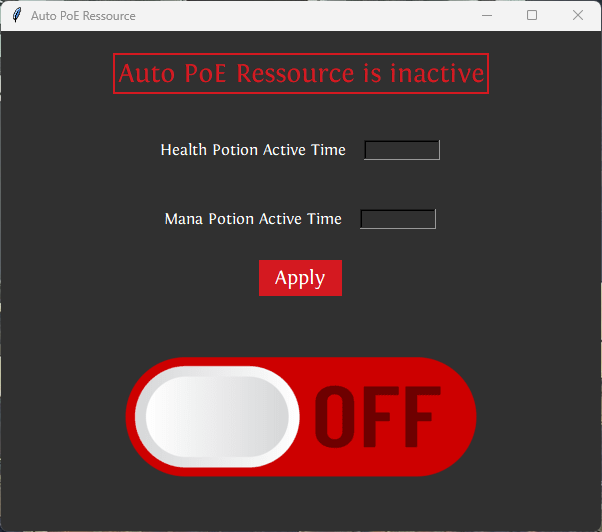 Auto PoE Ressource
Auto PoE Ressource is inactive
Health Potion Active Time
Mana Potion Active Time
Apply
OFF